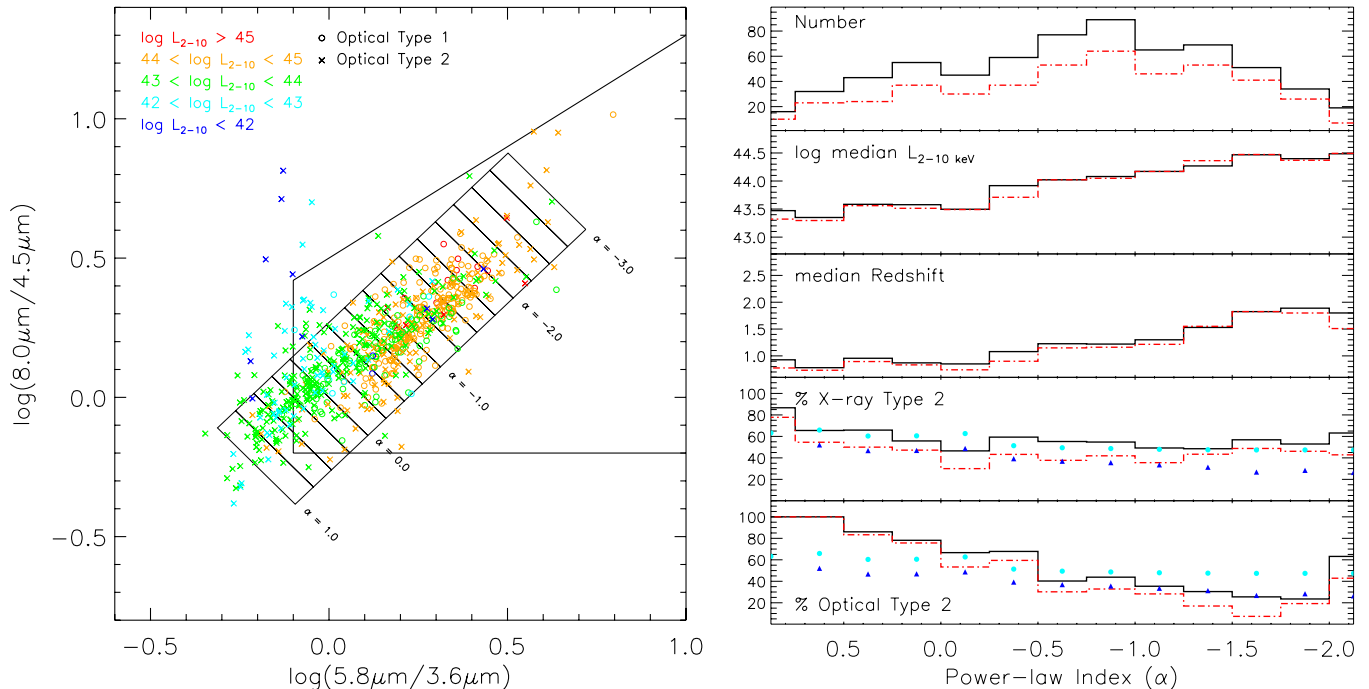 log L2-10 > 45
44 < log L2-10 < 45
43 < log L2-10 < 44
42 < log L2-10 < 43
log L2-10 < 42
Optical Type 1
Optical Type 2
α = -3.0
α = -2.0
α = -1.0
α = 0.0
α = 1.0
1.0
0.5
0.0
-0.5
log(8.0μm/4.5μm)
-0.5 0.0 0.5 1.0
log(5.8μm/3.6μm)
Number
80
60
40
20
log median L2-10 keV
44.5
44.0
43.5
43.0
median Redshift
2.5
2.0
1.5
1.0
% X-ray Type 2
100
80
60
40
20
100
80
60
40
20
% Optical Type 2
0.5 0.0 -0.5 -1.0 -1.5 -2.0
Power-law Index (α)